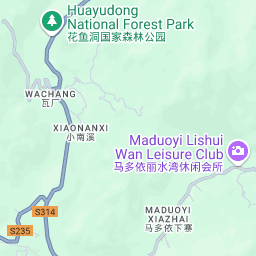 Huayudong
National Forest Park
花鱼洞国家森林公园
WACHANG
瓦厂
XIAONANXI
小南溪
Maduoyi Lishui
Wan Leisure Club
马多依丽水湾休闲会所
S314
S235
MADUOYI
XIAZHAI
马多依下寨